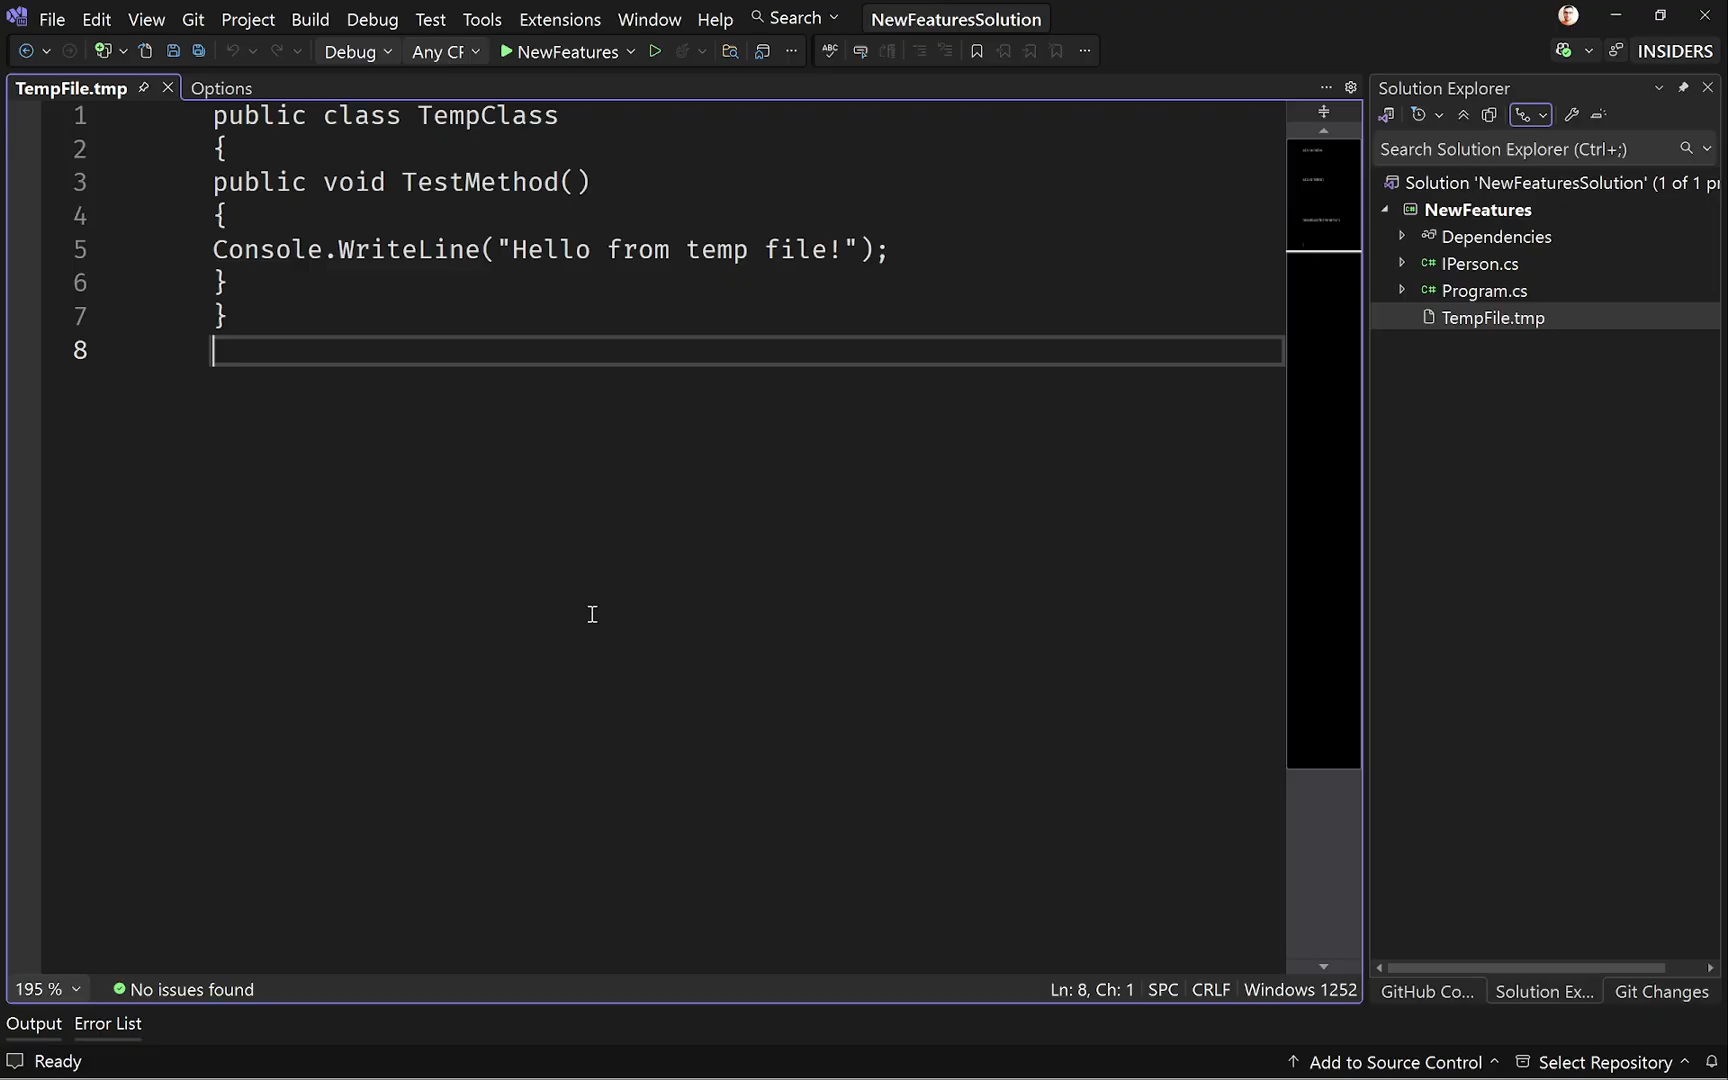 File Edit View Git Project Build Debug Test Tools Extensions Window Help Search NewFeaturesSolution
Debug Any CP NewFeatures ABC INSIDERS
TempFile.tmp Options
1 public class TempClass
2 {
3 public void TestMethod()
4 {
5 Console.WriteLine("Hello from temp file!");
6 }
7 }
8
Solution Explorer
Search Solution Explorer (Ctrl+;)
Solution 'NewFeaturesSolution' (1 of 1 pr
C# NewFeatures
Dependencies
C# IPerson.cs
C# Program.cs
TempFile.tmp
195 % No issues found Ln: 8, Ch: 1 SPC CRLF Windows 1252
GitHub Co... Solution Ex... Git Changes
Output Error List
Ready Add to Source Control Select Repository